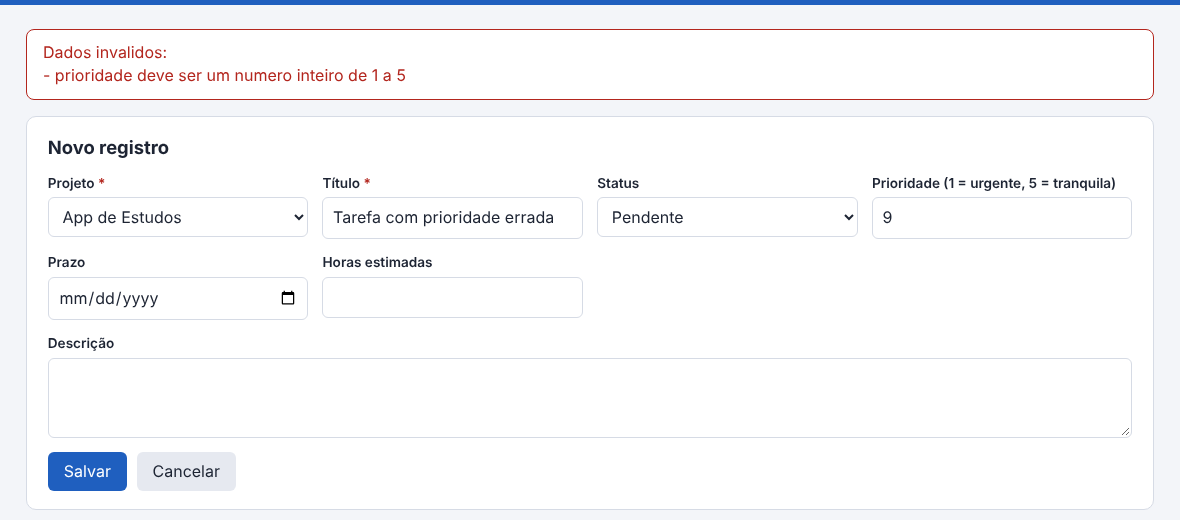 Dados invalidos:
- prioridade deve ser um numero inteiro de 1 a 5
Novo registro
Projeto * Título * Status Prioridade (1 = urgente, 5 = tranquila)
App de Estudos Tarefa com prioridade errada Pendente 9
Prazo Horas estimadas
mm/dd/yyyy
Descrição
Salvar Cancelar